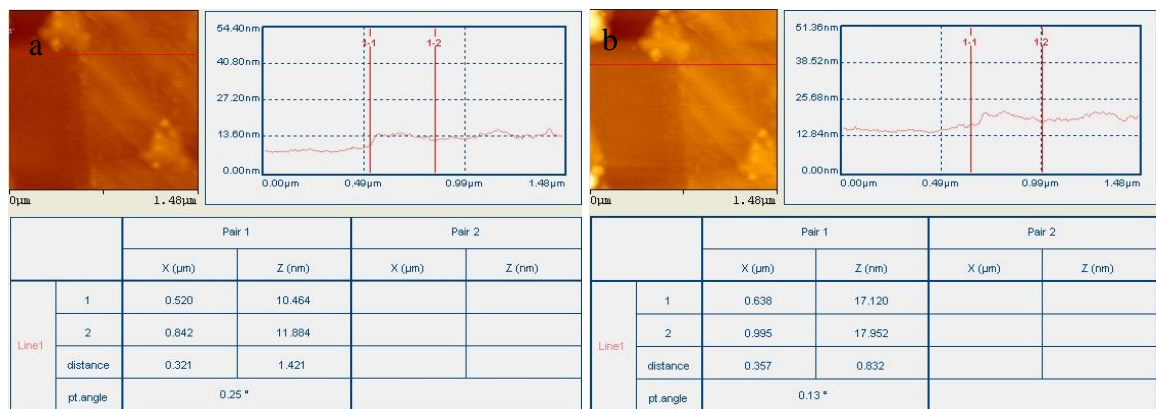 a
0µm 1.48µm
54.40nm
40.80nm
27.20nm
13.60nm
0.00nm
1-1 1-2
0.00µm 0.49µm 0.99µm 1.48µm
Pair 1 Pair 2
X (µm) Z (nm) X (µm) Z (nm)
Line1
1 0.520 10.464
2 0.842 11.884
distance 0.321 1.421
pt.angle 0.25 °
b
0µm 1.48µm
51.36nm
38.52nm
25.68nm
12.84nm
0.00nm
1-1 1-2
0.00µm 0.49µm 0.99µm 1.48µm
Pair 1 Pair 2
X (µm) Z (nm) X (µm) Z (nm)
Line1
1 0.638 17.120
2 0.995 17.952
distance 0.357 0.832
pt.angle 0.13 °